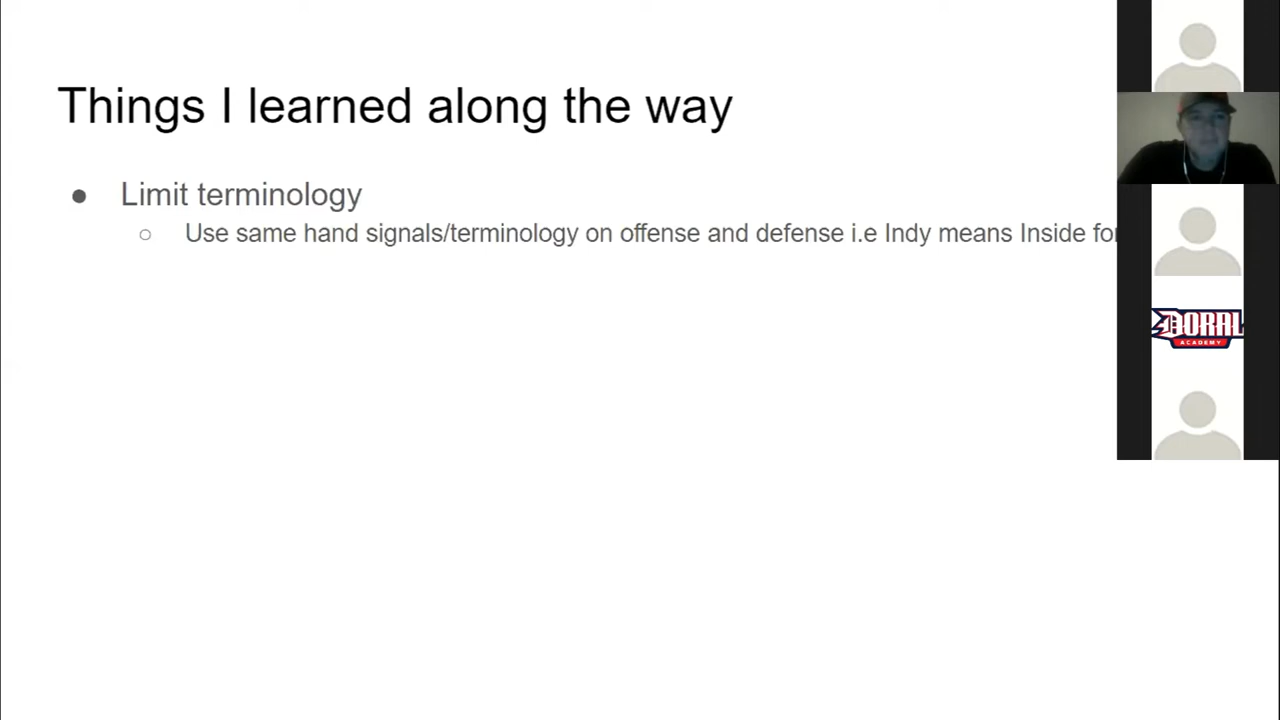 Things I learned along the way
● Limit terminology
○ Use same hand signals/terminology on offense and defense i.e Indy means Inside for
DORAL
ACADEMY